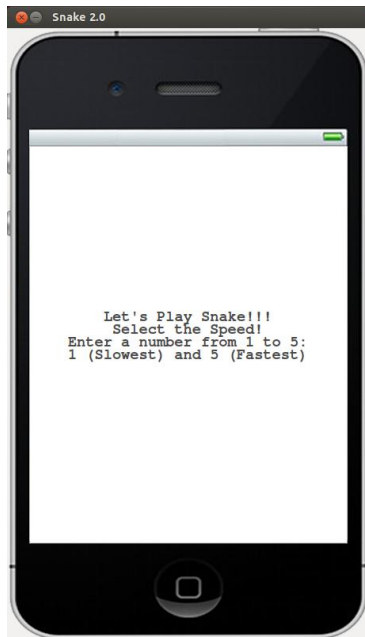 Snake 2.0
Let's Play Snake!!!
Select the Speed!
Enter a number from 1 to 5:
1 (Slowest) and 5 (Fastest)